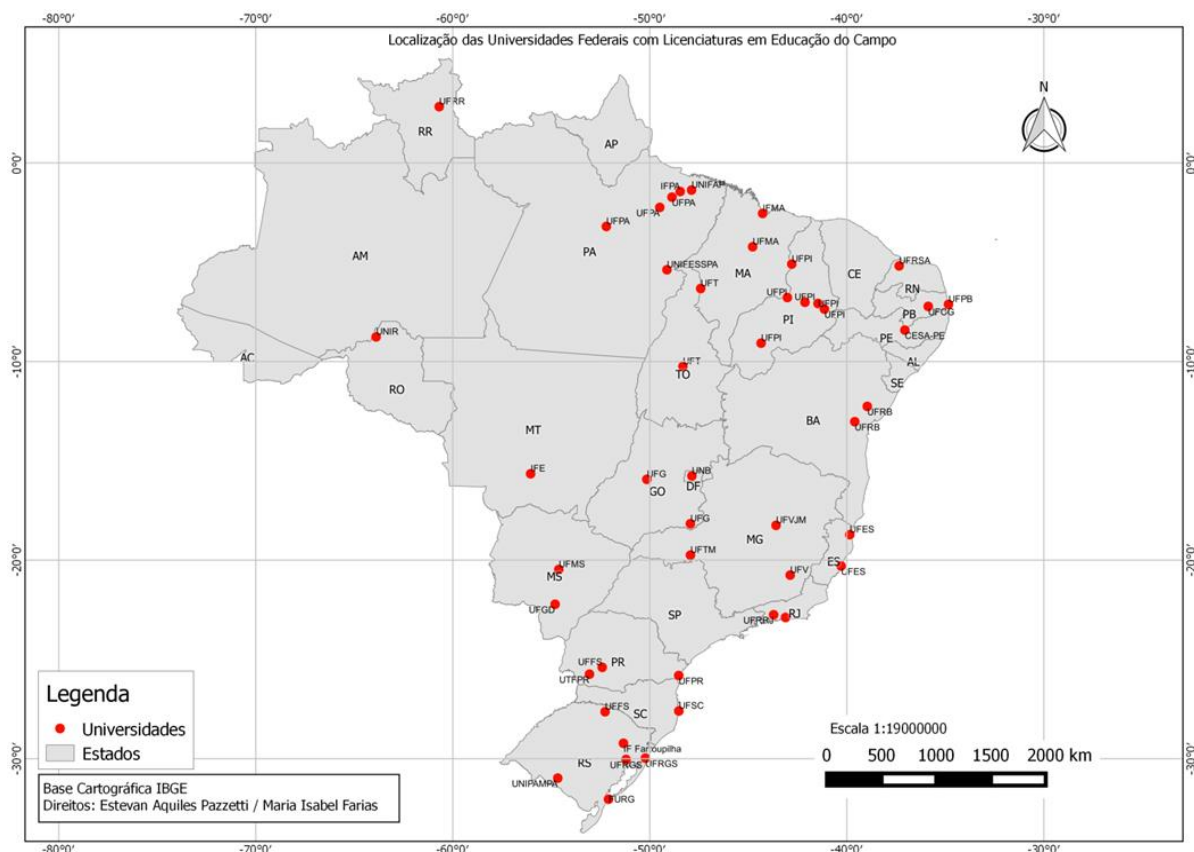 -80°0' -70°0' -60°0' -50°0' -40°0' -30°0'
Localização das Universidades Federais com Licenciaturas em Educação do Campo
N
UFRR
RR
AP
0°0' 0°0'
IFPA UNIFAP
UFPA UFPA
IFMA
UFPA
UFMA
PA
AM
UNIFESSPA
UFPI
UFRSA
MA
CE
UFT
RN
UFPI UFPI
UFPI
UFPB
UFCG
PB
UFPI
PI
CESA-PE
UNIR
PE
UFPI
AC
-10°0' -10°0'
UFT
AL
TO
RO
SE
BA
UFRB
UFRB
MT
IFE
UFG
UNB
GO
DF
UFG
UFVJM
UFES
MG
UFTM
-20°0' -20°0'
UFMS
ES
UFES
MS
UFV
UFGD
SP
RJ
UFRRJ
UFFS
PR
UTFPR
UFPR
UFFS
SC
UFSC
Legenda
Universidades
Estados
Escala 1:19000000
0 500 1000 1500 2000 km
IF Farroupilha
RS
UFRGS UFRGS
-30°0' -30°0'
UNIPAMPA
FURG
Base Cartográfica IBGE
Direitos: Estevan Aquiles Pazzetti / Maria Isabel Farias
-80°0' -70°0' -60°0' -50°0' -40°0' -30°0'